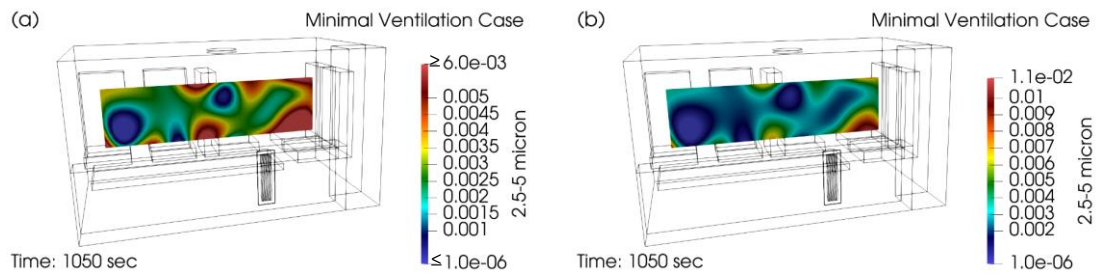 (a)
Minimal Ventilation Case
≥ 6.0e-03
0.005
0.0045
0.004
0.0035
0.003
0.0025
0.002
0.0015
0.001
≤ 1.0e-06
2.5-5 micron
Time: 1050 sec
(b)
Minimal Ventilation Case
1.1e-02
0.01
0.009
0.008
0.007
0.006
0.005
0.004
0.003
0.002
1.0e-06
2.5-5 micron
Time: 1050 sec